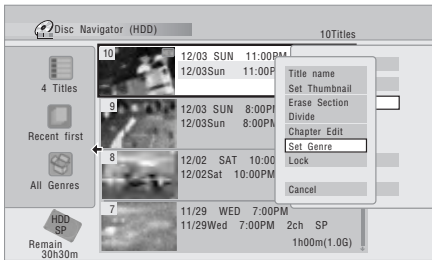 Disc Navigator (HDD)
10Titles
4 Titles
Recent first
All Genres
HDD
SP
Remain
30h30m
10
12/03 SUN 11:00PM
12/03Sun 11:00P
9
12/03 SUN 8:00P
12/03Sun 8:00P
8
12/02 SAT 10:00
12/02Sat 10:00P
7
11/29 WED 7:00PM
11/29Wed 7:00PM 2ch SP
1h00m(1.0G)
Title name
Set Thumbnail
Erase Section
Divide
Chapter Edit
Set Genre
Lock
Cancel